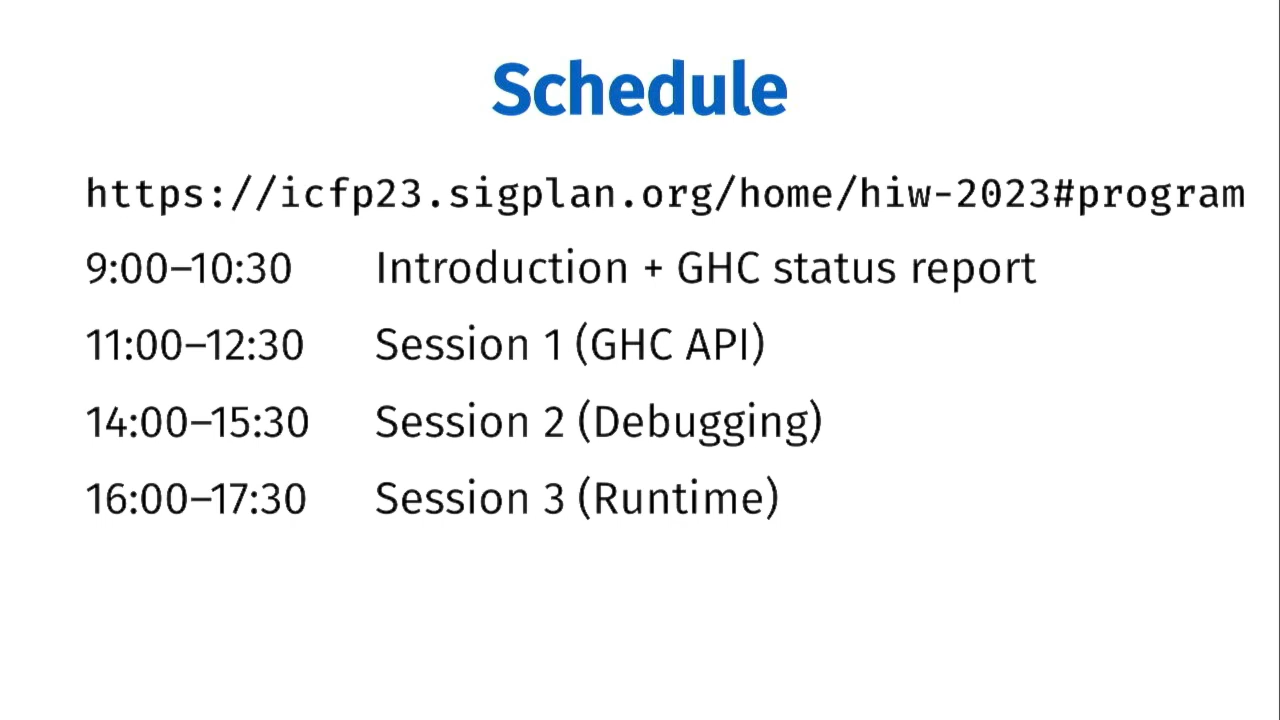 Schedule
https://icfp23.sigplan.org/home/hiw-2023#program
9:00–10:30 Introduction + GHC status report
11:00–12:30 Session 1 (GHC API)
14:00–15:30 Session 2 (Debugging)
16:00–17:30 Session 3 (Runtime)